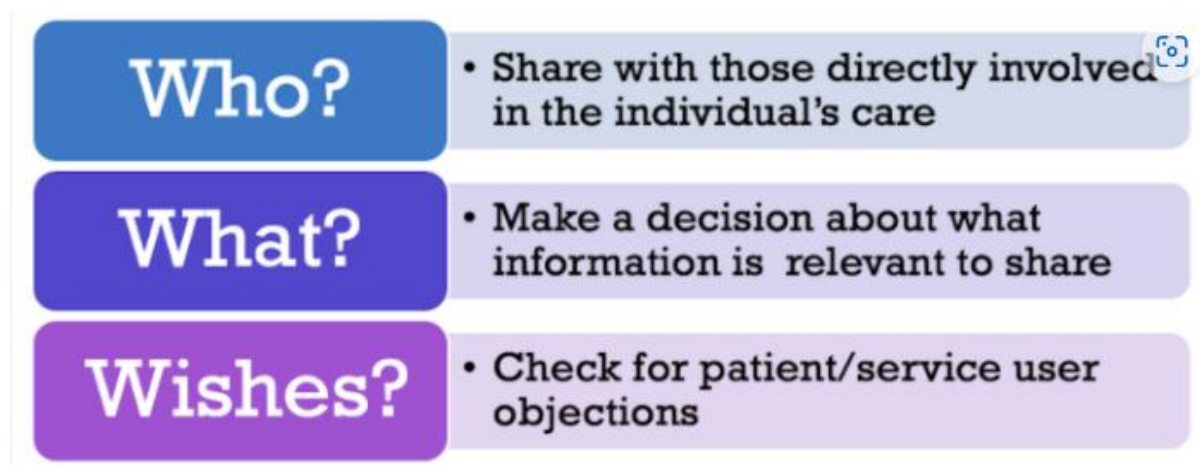 Who?
• Share with those directly involved
in the individual's care
What?
• Make a decision about what
information is relevant to share
Wishes?
• Check for patient/service user
objections